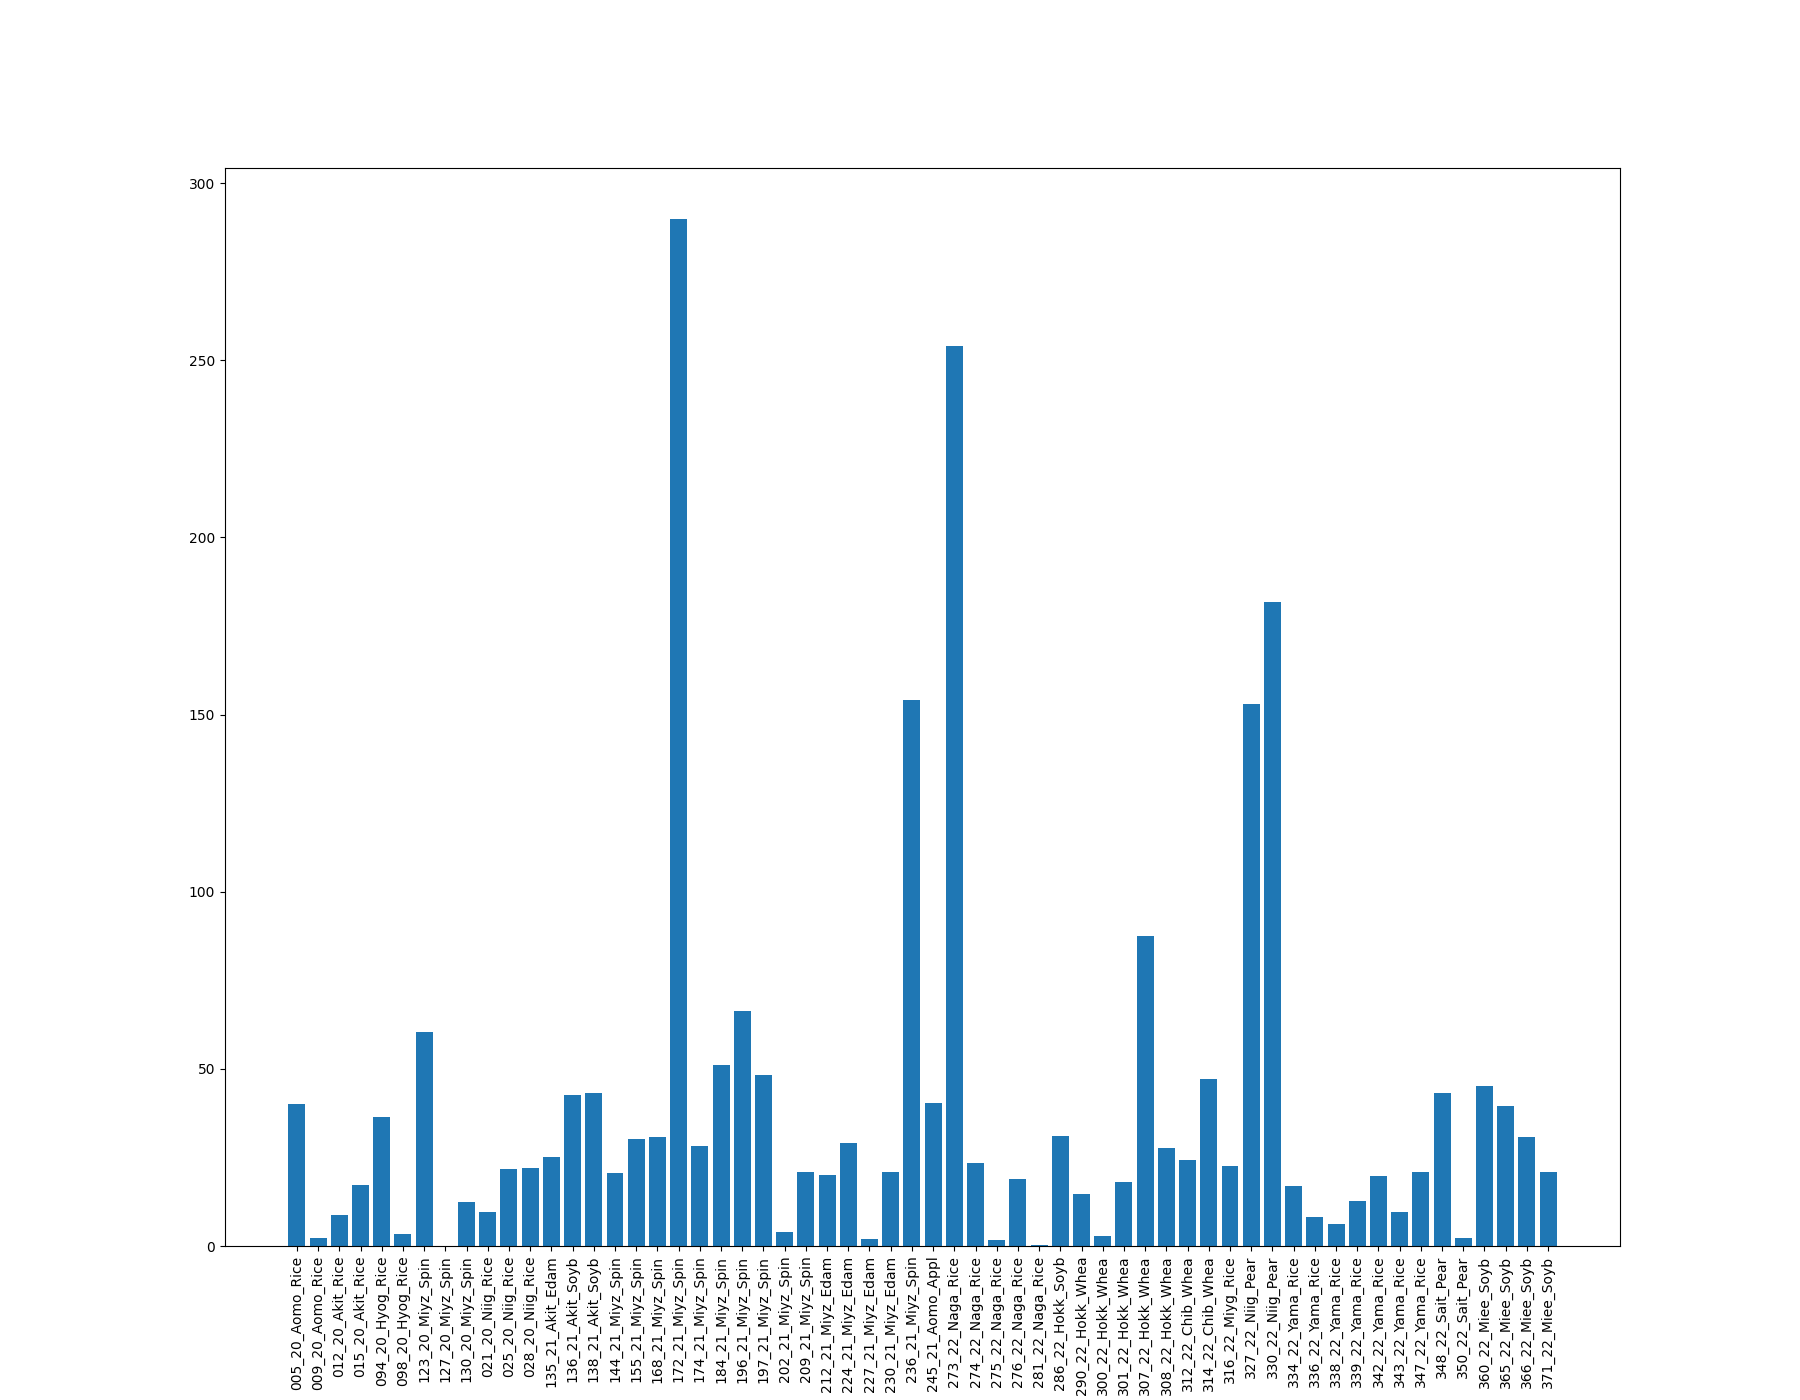 300
250
200
150
100
50
0
005_20_Aomo_Rice
009_20_Aomo_Rice
012_20_Akit_Rice
015_20_Akit_Rice
094_20_Hyog_Rice
098_20_Hyog_Rice
123_20_Miyz_Spin
127_20_Miyz_Spin
130_20_Miyz_Spin
021_20_Niig_Rice
025_20_Niig_Rice
028_20_Niig_Rice
135_21_Akit_Edam
136_21_Akit_Soyb
138_21_Akit_Soyb
144_21_Miyz_Spin
155_21_Miyz_Spin
168_21_Miyz_Spin
172_21_Miyz_Spin
174_21_Miyz_Spin
184_21_Miyz_Spin
196_21_Miyz_Spin
197_21_Miyz_Spin
202_21_Miyz_Spin
209_21_Miyz_Spin
212_21_Miyz_Edam
224_21_Miyz_Edam
227_21_Miyz_Edam
230_21_Miyz_Edam
236_21_Miyz_Spin
245_21_Aomo_Appl
273_22_Naga_Rice
274_22_Naga_Rice
275_22_Naga_Rice
276_22_Naga_Rice
281_22_Naga_Rice
286_22_Hokk_Soyb
290_22_Hokk_Whea
300_22_Hokk_Whea
301_22_Hokk_Whea
307_22_Hokk_Whea
308_22_Hokk_Whea
312_22_Chib_Whea
314_22_Chib_Whea
316_22_Miyg_Rice
327_22_Niig_Pear
330_22_Niig_Pear
334_22_Yama_Rice
336_22_Yama_Rice
338_22_Yama_Rice
339_22_Yama_Rice
342_22_Yama_Rice
343_22_Yama_Rice
347_22_Yama_Rice
348_22_Sait_Pear
350_22_Sait_Pear
360_22_Miee_Soyb
365_22_Miee_Soyb
366_22_Miee_Soyb
371_22_Miee_Soyb